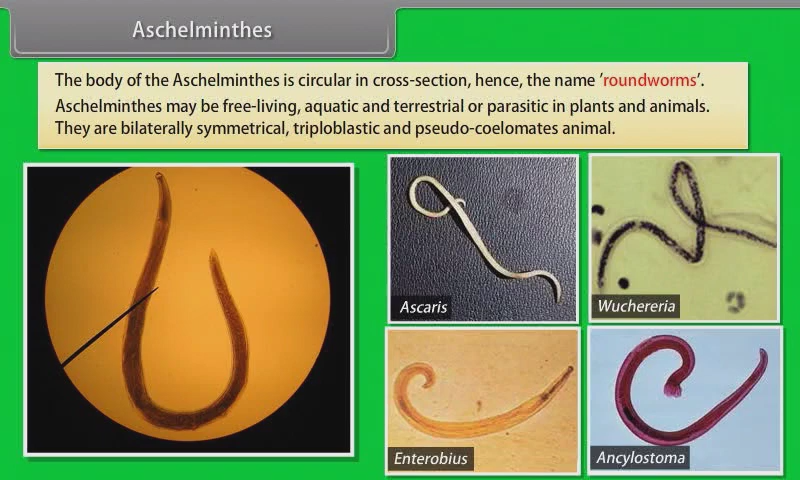 Aschelminthes
The body of the Aschelminthes is circular in cross-section, hence, the name 'roundworms'.
Aschelminthes may be free-living, aquatic and terrestrial or parasitic in plants and animals.
They are bilaterally symmetrical, triploblastic and pseudo-coelomates animal.
Ascaris
Wuchereria
Enterobius
Ancylostoma